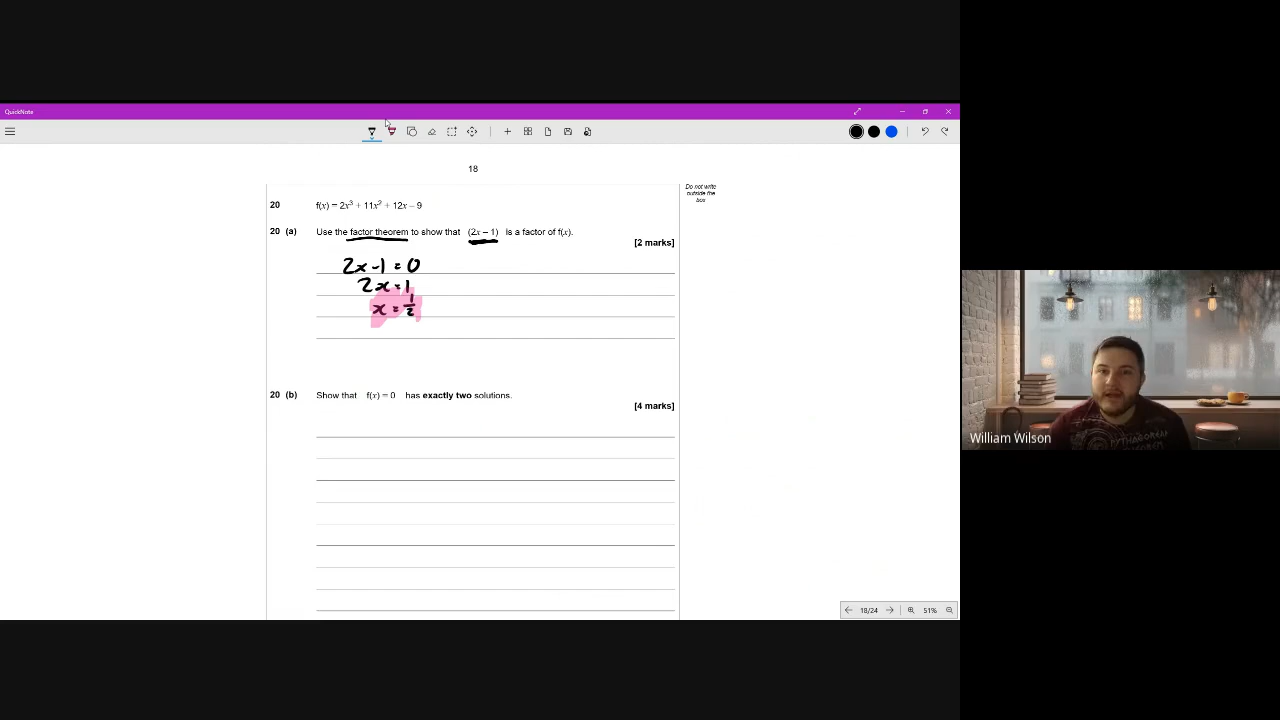 QuickNote
18
Do not write
outside the
box
20 f(x) = 2x³ + 11x² + 12x – 9
20 (a) Use the factor theorem to show that (2x – 1) is a factor of f(x).
[2 marks]
2x - 1 = 0
2x = 1
x = 1/2
20 (b) Show that f(x) = 0 has exactly two solutions.
[4 marks]
William Wilson
PYTHAGOREAN
THEOREM
18/24
51%